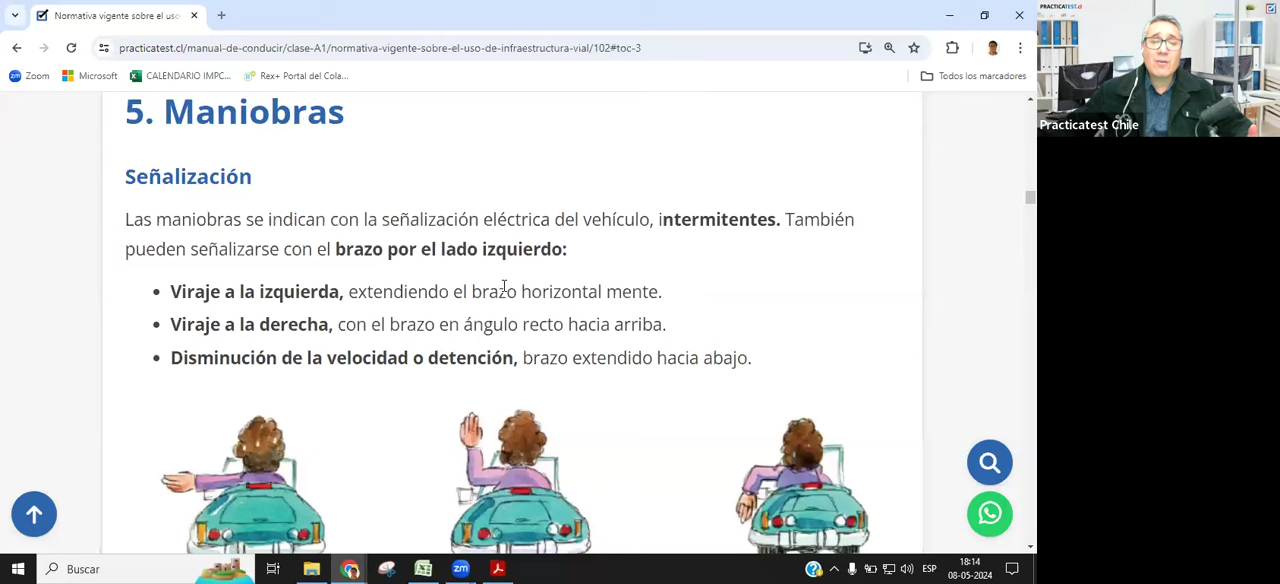 Normativa vigente sobre el uso
practicatest.cl/manual-de-conducir/clase-A1/normativa-vigente-sobre-el-uso-de-infraestructura-vial/102#toc-3
zm Zoom Microsoft CALENDARIO IMPC... Rex+ Portal del Cola... Todos los marcadores
PRACTICATEST.cl
Practicatest Chile
5. Maniobras
Señalización
Las maniobras se indican con la señalización eléctrica del vehículo, intermitentes. También
pueden señalizarse con el brazo por el lado izquierdo:
• Viraje a la izquierda, extendiendo el brazo horizontal mente.
• Viraje a la derecha, con el brazo en ángulo recto hacia arriba.
• Disminución de la velocidad o detención, brazo extendido hacia abajo.
Buscar
zm
ESP
18:14
08-05-2024